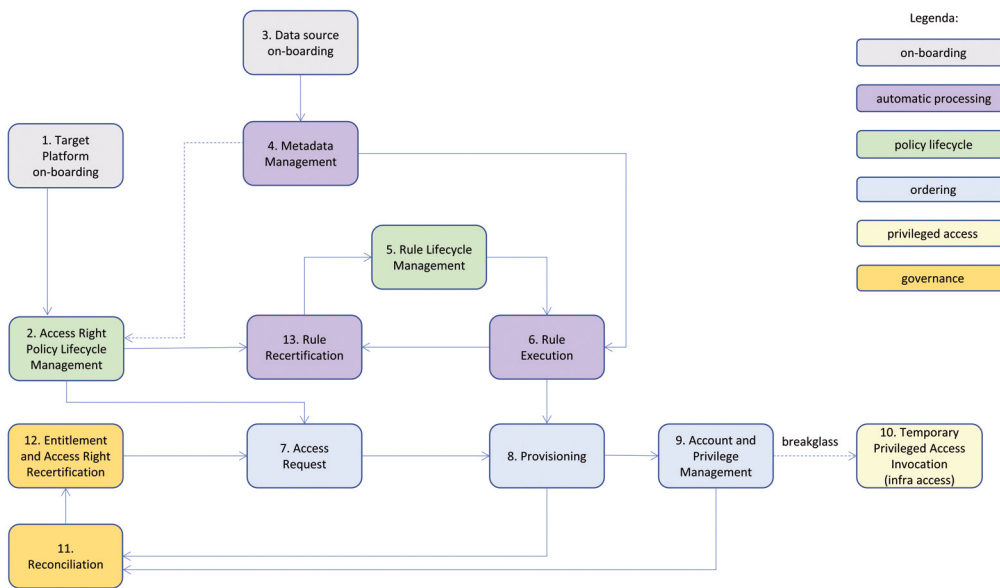 Legenda:
3. Data source
on-boarding
on-boarding
automatic processing
1. Target
Platform
on-boarding
4. Metadata
Management
policy lifecycle
ordering
5. Rule Lifecycle
Management
privileged access
governance
2. Access Right
Policy Lifecycle
Management
13. Rule
Recertification
6. Rule
Execution
12. Entitlement
and Access Right
Recertification
7. Access
Request
8. Provisioning
9. Account and
Privilege
Management
breakglass
10. Temporary
Privileged Access
Invocation
(infra access)
11.
Reconciliation